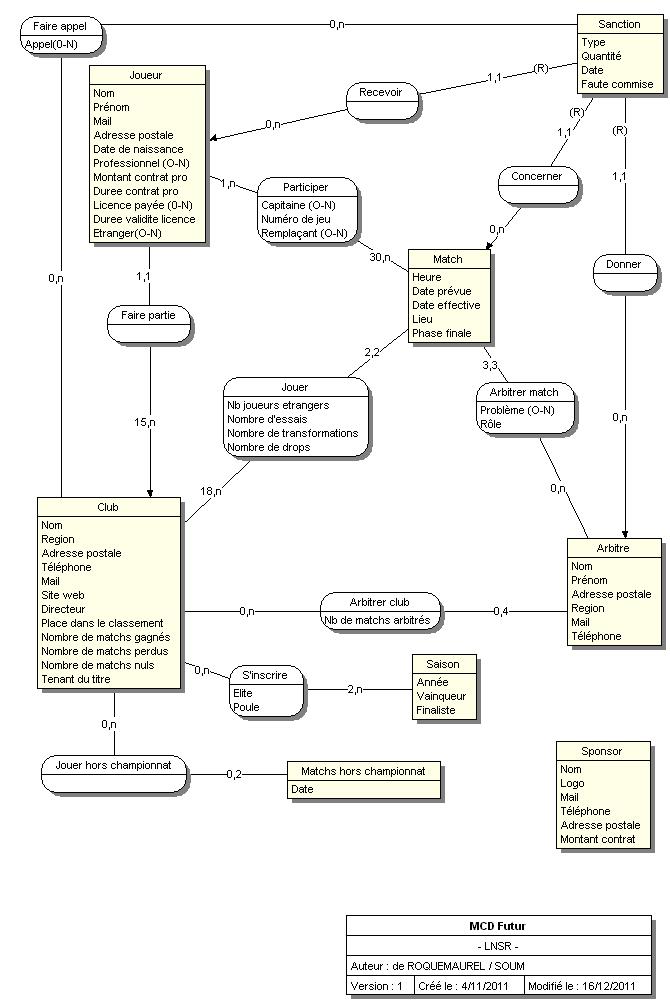 Faire appel
Appel(0-N)
0,n
Sanction
Type
Quantité
Date
Faute commise
Joueur
Nom
Prénom
Mail
Adresse postale
Date de naissance
Professionnel (O-N)
Montant contrat pro
Duree contrat pro
Licence payée (0-N)
Duree validite licence
Etranger(O-N)
Recevoir
1,1
(R)
0,n
(R)
1,1
(R)
1,1
Concerner
0,n
Participer
Capitaine (O-N)
Numéro de jeu
Remplaçant (O-N)
1,n
30,n
Match
Heure
Date prévue
Date effective
Lieu
Phase finale
Donner
0,n
0,n
1,1
Faire partie
15,n
2,2
Jouer
Nb joueurs etrangers
Nombre d'essais
Nombre de transformations
Nombre de drops
18,n
3,3
Arbitrer match
Problème (O-N)
Rôle
0,n
Club
Nom
Region
Adresse postale
Téléphone
Mail
Site web
Directeur
Place dans le classement
Nombre de matchs gagnés
Nombre de matchs perdus
Nombre de matchs nuls
Tenant du titre
Arbitre
Nom
Prénom
Adresse postale
Region
Mail
Téléphone
0,n
Arbitrer club
Nb de matchs arbitrés
0,4
0,n
S'inscrire
Elite
Poule
2,n
Saison
Année
Vainqueur
Finaliste
0,n
Jouer hors championnat
0,2
Matchs hors championnat
Date
Sponsor
Nom
Logo
Mail
Téléphone
Adresse postale
Montant contrat
MCD Futur
- LNSR -
Auteur : de ROQUEMAUREL / SOUM
Version : 1 Créé le : 4/11/2011 Modifié le : 16/12/2011